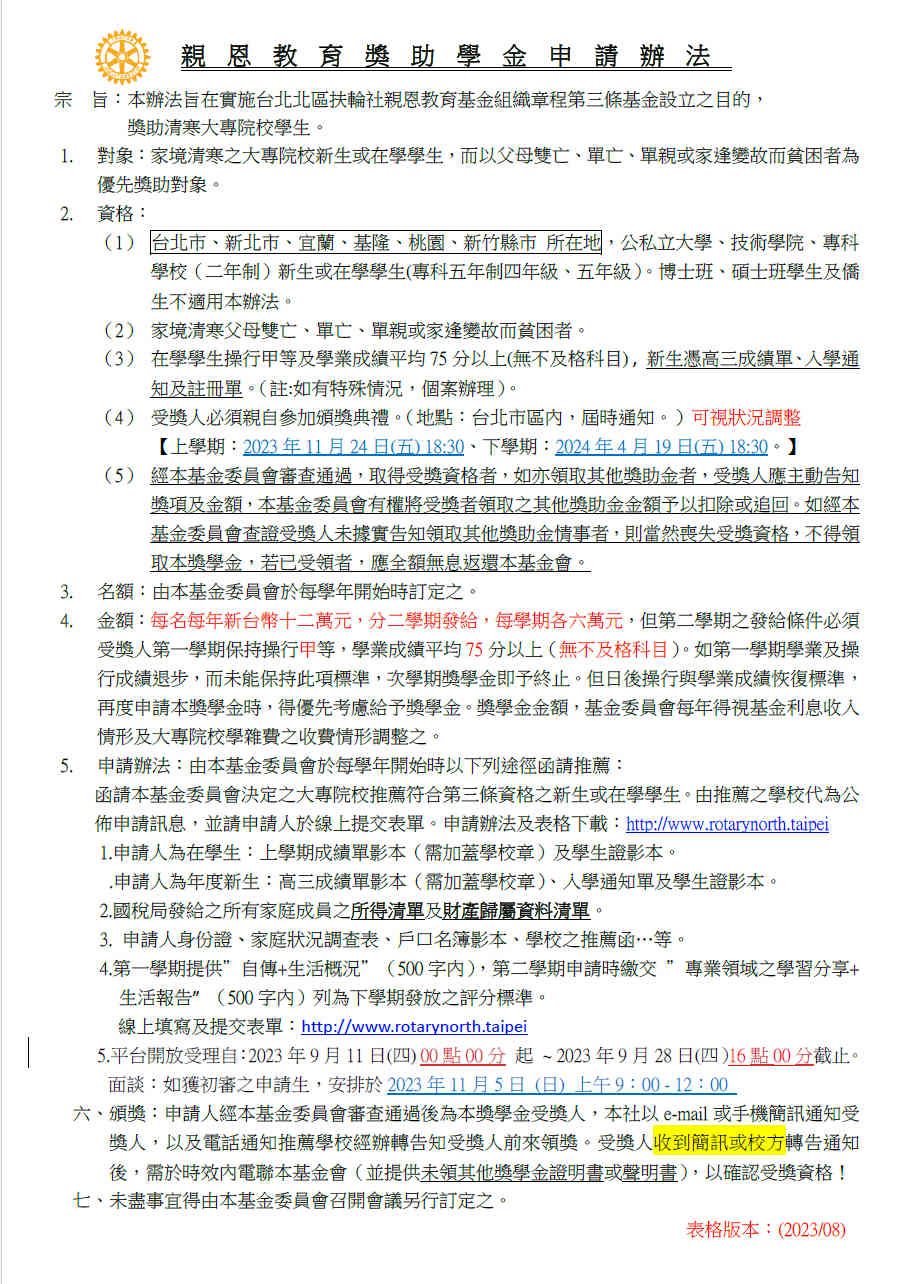 親恩教育獎助學金申請辦法
宗　旨：本辦法旨在實施台北北區扶輪社親恩教育基金組織章程第三條基金設立之目的，
獎助清寒大專院校學生。
1. 對象：家境清寒之大專院校新生或在學學生，而以父母雙亡、單亡、單親或家逢變故而貧困者為
優先獎助對象。
2. 資格：
（1） 台北市、新北市、宜蘭、基隆、桃園、新竹縣市 所在地，公私立大學、技術學院、專科
學校（二年制）新生或在學學生(專科五年制四年級、五年級)。博士班、碩士班學生及僑
生不適用本辦法。
（2） 家境清寒父母雙亡、單亡、單親或家逢變故而貧困者。
（3） 在學學生操行甲等及學業成績平均 75 分以上(無不及格科目)，新生憑高三成績單、入學通
知及註冊單。（註:如有特殊情況，個案辦理）。
（4） 受獎人必須親自參加頒獎典禮。（地點：台北市區內，屆時通知。）可視狀況調整
【上學期：2023 年 11 月 24 日(五) 18:30、下學期：2024 年 4 月 19 日(五) 18:30。】
（5） 經本基金委員會審查通過，取得受獎資格者，如亦領取其他獎助金者，受獎人應主動告知
獎項及金額，本基金委員會有權將受獎者領取之其他獎助金金額予以扣除或追回。如經本
基金委員會查證受獎人未據實告知領取其他獎助金情事者，則當然喪失受獎資格，不得領
取本獎學金，若已受領者，應全額無息返還本基金會。
3. 名額：由本基金委員會於每學年開始時訂定之。
4. 金額：每名每年新台幣十二萬元，分二學期發給，每學期各六萬元，但第二學期之發給條件必須
受獎人第一學期保持操行甲等，學業成績平均 75 分以上（無不及格科目）。如第一學期學業及操
行成績退步，而未能保持此項標準，次學期獎學金即予終止。但日後操行與學業成績恢復標準，
再度申請本獎學金時，得優先考慮給予獎學金。獎學金金額，基金委員會每年得視基金利息收入
情形及大專院校學雜費之收費情形調整之。
5. 申請辦法：由本基金委員會於每學年開始時以下列途徑函請推薦：
函請本基金委員會決定之大專院校推薦符合第三條資格之新生或在學學生。由推薦之學校代為公
佈申請訊息，並請申請人於線上提交表單。申請辦法及表格下載：http://www.rotarynorth.taipei
1.申請人為在學生：上學期成績單影本（需加蓋學校章）及學生證影本。
.申請人為年度新生：高三成績單影本（需加蓋學校章）、入學通知單及學生證影本。
2.國稅局發給之所有家庭成員之所得清單及財產歸屬資料清單。
3. 申請人身份證、家庭狀況調查表、戶口名簿影本、學校之推薦函…等。
4.第一學期提供”自傳+生活概況”（500 字內），第二學期申請時繳交 ”專業領域之學習分享+
生活報告”（500 字內）列為下學期發放之評分標準。
線上填寫及提交表單：http://www.rotarynorth.taipei
5.平台開放受理自：2023 年 9 月 11 日(四) 00 點 00 分 起 ~ 2023 年 9 月 28 日(四 )16 點 00 分截止。
面談：如獲初審之申請生，安排於 2023 年 11 月 5 日 (日) 上午 9：00 - 12：00
六、頒獎：申請人經本基金委員會審查通過後為本獎學金受獎人，本社以 e-mail 或手機簡訊通知受
獎人，以及電話通知推薦學校經辦轉告知受獎人前來領獎。受獎人收到簡訊或校方轉告通知
後，需於時效內電聯本基金會（並提供未領其他獎學金證明書或聲明書），以確認受獎資格！
七、未盡事宜得由本基金委員會召開會議另行訂定之。
表格版本：(2023/08)